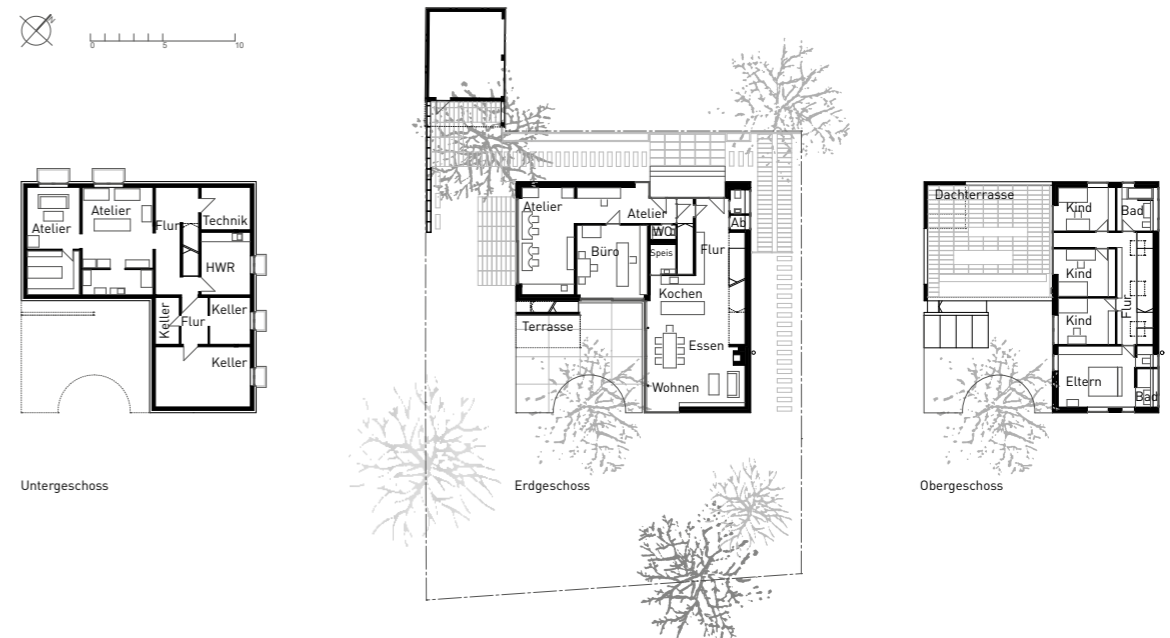 N
0 5 10
Atelier
Atelier
Flur
Technik
HWR
Keller
Flur
Keller
Keller
Untergeschoss
Atelier
Atelier
WC
Ab
Büro
Speis
Flur
Kochen
Terrasse
Essen
Wohnen
Erdgeschoss
Dachterrasse
Kind
Bad
Kind
Kind
Flur
Eltern
Bad
Obergeschoss